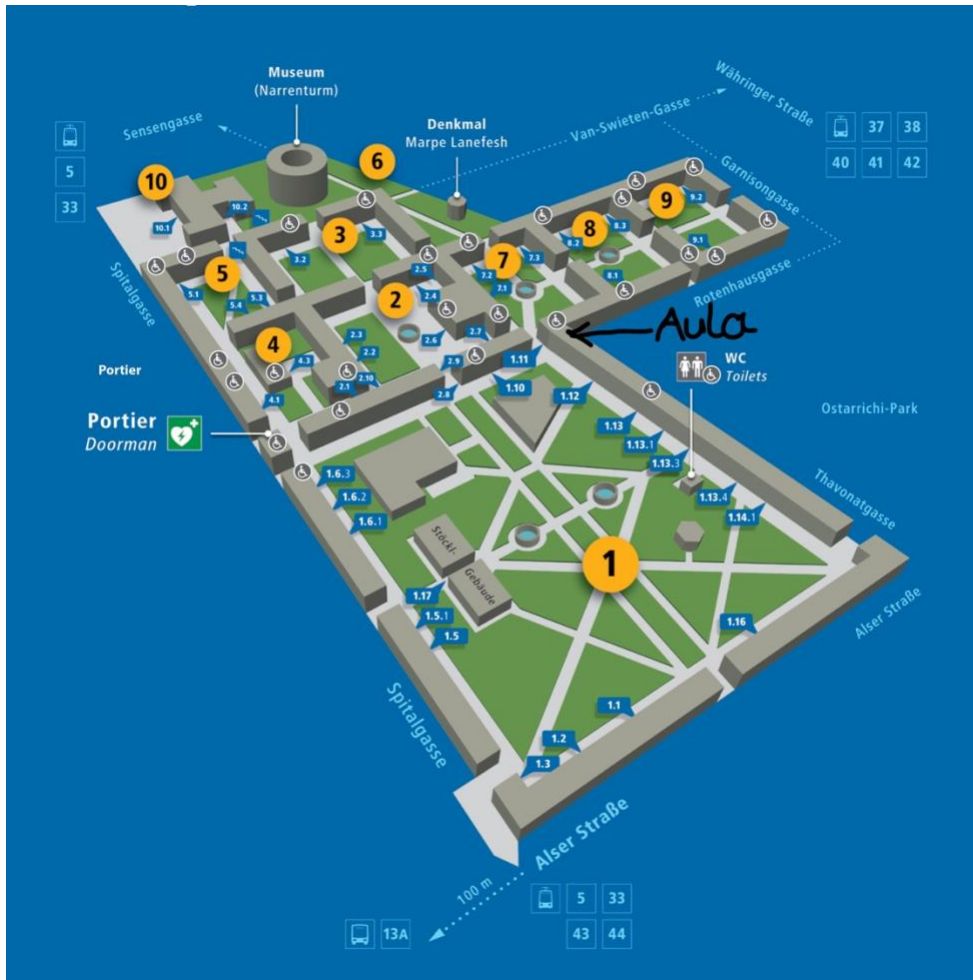 Museum
(Narrenturm)
Sensengasse
Denkmal
Marpe Lanefesh
Van-Swieten-Gasse
Währinger Straße
37 38
40 41 42
5
33
Garnisongasse
Rotenhausgasse
6
10
10.1
10.2
3
3.2
3.3
9
9.2
9.1
8
8.2
8.3
8.1
7
7.2
7.3
7.1
5
5.1
5.4
5.3
2
2.5
2.4
2.6
2.7
2.3
2.2
2.1
2.10
2.9
2.8
4
4.3
4.1
Spitalgasse
Portier
Portier
Doorman
Aula
WC
Toilets
Ostarrichi-Park
Thavonatgasse
1.11
1.10
1.12
1.13
1.13.1
1.13.3
1.13.4
1.14.1
1.6.3
1.6.2
1.6.1
Stöckl-
Gebäude
1
1.17
1.5.1
1.5
1.16
1.1
1.2
1.3
Spitalgasse
Alser Straße
Alser Straße
100 m
13A
5 33
43 44